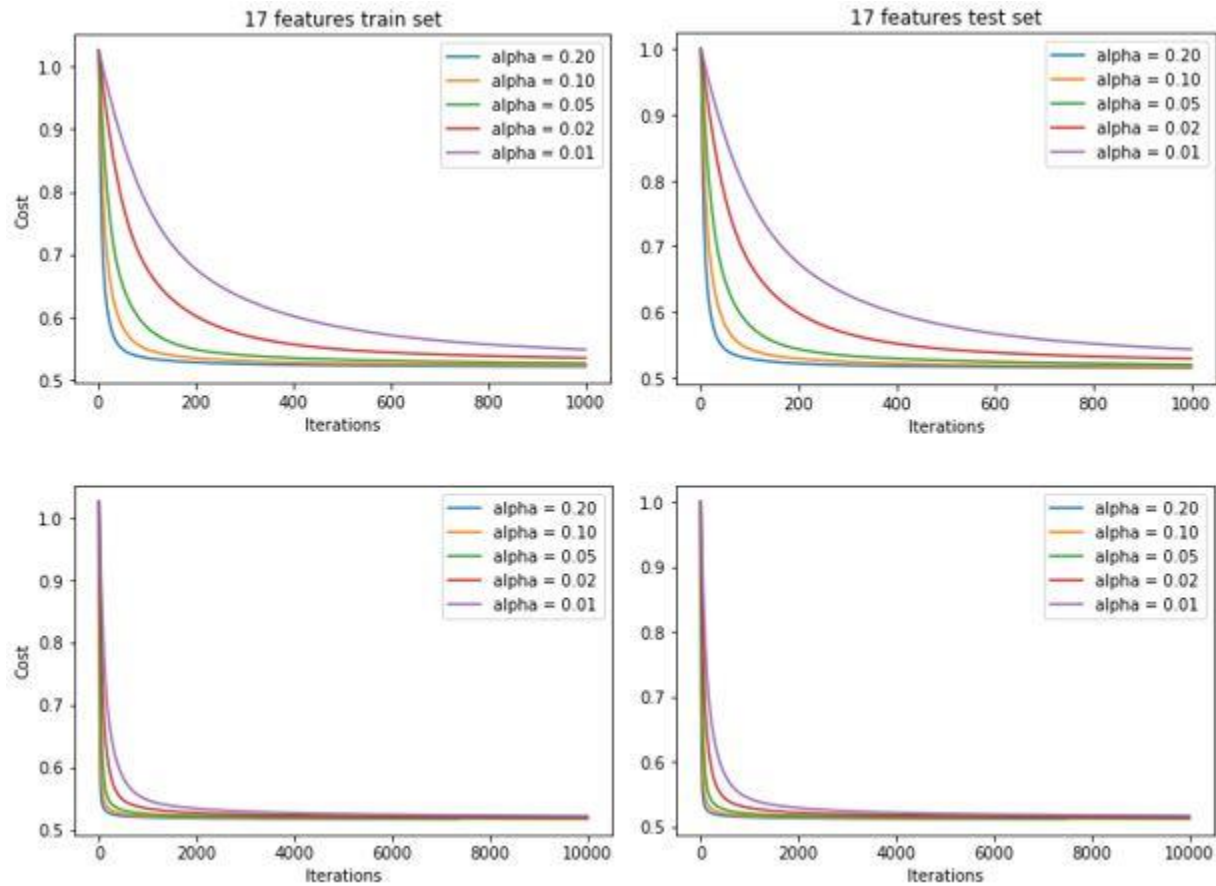 17 features train set
1.0
0.9
0.8
0.7
0.6
0.5
Cost
0
200
400
600
800
1000
Iterations
alpha = 0.20
alpha = 0.10
alpha = 0.05
alpha = 0.02
alpha = 0.01
17 features test set
1.0
0.9
0.8
0.7
0.6
0.5
0
200
400
600
800
1000
Iterations
alpha = 0.20
alpha = 0.10
alpha = 0.05
alpha = 0.02
alpha = 0.01
1.0
0.9
0.8
0.7
0.6
0.5
Cost
0
2000
4000
6000
8000
10000
Iterations
alpha = 0.20
alpha = 0.10
alpha = 0.05
alpha = 0.02
alpha = 0.01
1.0
0.9
0.8
0.7
0.6
0.5
0
2000
4000
6000
8000
10000
Iterations
alpha = 0.20
alpha = 0.10
alpha = 0.05
alpha = 0.02
alpha = 0.01